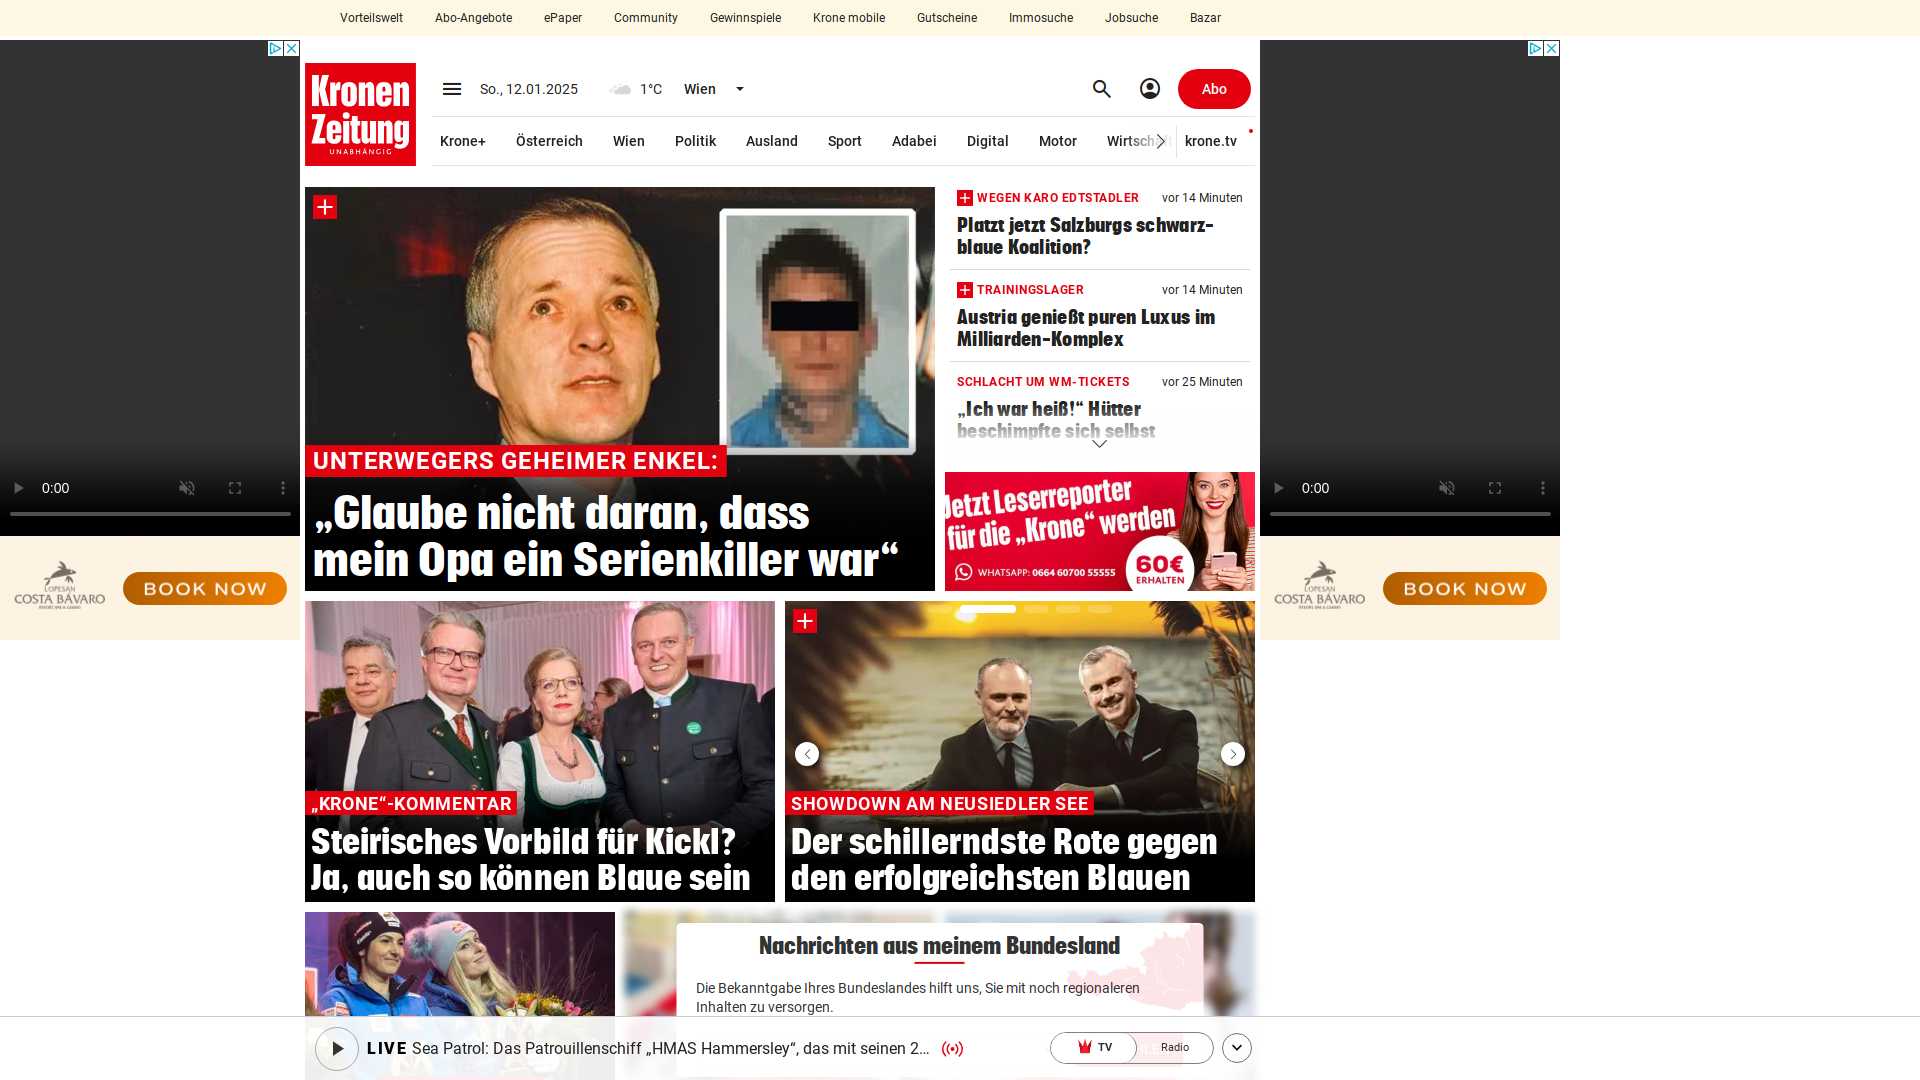 Vorteilswelt Abo-Angebote ePaper Community Gewinnspiele Krone mobile Gutscheine Immosuche Jobsuche Bazar
Kronen
Zeitung
UNABHÄNGIG
So., 12.01.2025 1°C Wien Abo
Krone+ Österreich Wien Politik Ausland Sport Adabei Digital Motor krone.tv
UNTERWEGERS GEHEIMER ENKEL:
„Glaube nicht daran, dass
mein Opa ein Serienkiller war“
WEGEN KARO EDTSTADLER vor 14 Minuten
Platzt jetzt Salzburgs schwarz-
blaue Koalition?
TRAININGSLAGER vor 14 Minuten
Austria genießt puren Luxus im
Milliarden-Komplex
SCHLACHT UM WM-TICKETS vor 25 Minuten
„Ich war heiß!“ Hütter
beschimpfte sich selbst
Jetzt Leserreporter
für die „Krone“ werden
WHATSAPP: 0664 60700 55555
60€
ERHALTEN
0:00
LOPESAN
COSTA BÁVARO
RESORT, SPA & CASINO
BOOK NOW
0:00
LOPESAN
COSTA BÁVARO
RESORT, SPA & CASINO
BOOK NOW
„KRONE“-KOMMENTAR
Steirisches Vorbild für Kickl?
Ja, auch so können Blaue sein
SHOWDOWN AM NEUSIEDLER SEE
Der schillerndste Rote gegen
den erfolgreichsten Blauen
Nachrichten aus meinem Bundesland
Die Bekanntgabe Ihres Bundeslandes hilft uns, Sie mit noch regionaleren
Inhalten zu versorgen.
LIVE Sea Patrol: Das Patrouillenschiff „HMAS Hammersley“, das mit seinen 2... TV Radio